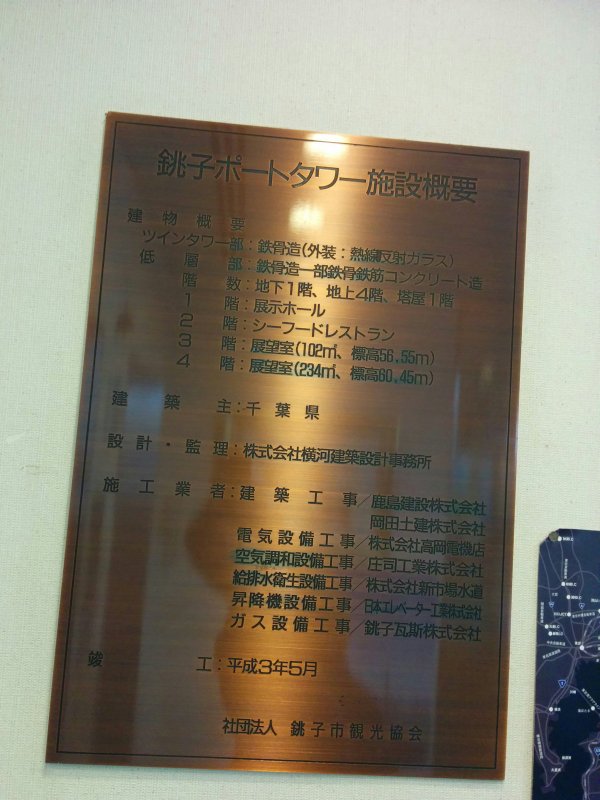 銚子ポートタワー施設概要
建物概要
ツインタワー部：鉄骨造(外装：熱線反射ガラス)
低層部：鉄骨造一部鉄骨鉄筋コンクリート造
階数：地下1階、地上4階、塔屋1階
1階：展示ホール
2階：シーフードレストラン
3階：展望室(102㎡、標高56.55m)
4階：展望室(234㎡、標高60.45m)
建築主：千葉県
設計・監理：株式会社横河建築設計事務所
施工業者：建築工事／鹿島建設株式会社
岡田土建株式会社
電気設備工事／株式会社高岡電機店
空気調和設備工事／庄司工業株式会社
給排水衛生設備工事／株式会社新市場水道
昇降機設備工事／日本エレベーター工業株式会社
ガス設備工事／銚子瓦斯株式会社
竣工：平成3年5月
社団法人 銚子市観光協会